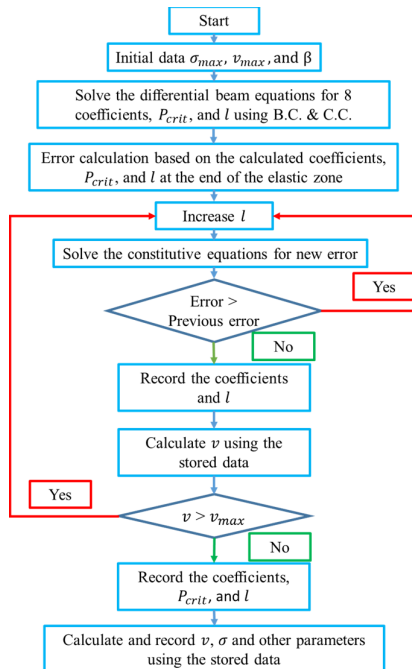 Start
Initial data σ_max, v_max, and β
Solve the differential beam equations for 8
coefficients, P_crit, and l using B.C. & C.C.
Error calculation based on the calculated coefficients,
P_crit, and l at the end of the elastic zone
Increase l
Solve the constitutive equations for new error
Error >
Previous error
Yes
No
Record the coefficients
and l
Calculate v using the
stored data
Yes
v > v_max
No
Record the coefficients,
P_crit, and l
Calculate and record v, σ and other parameters
using the stored data